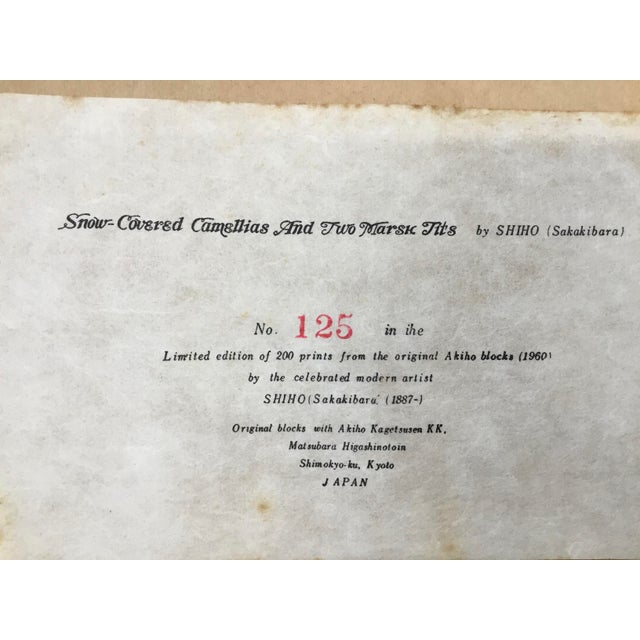 Snow-Covered Camellias And Two Marsk Tits by SHIHO (Sakakibara)
No. 125 in the
Limited edition of 200 prints from the original Akiho blocks (1960)
by the celebrated modern artist
SHIHO (Sakakibara) (1887-)
Original blocks with Akiho Kagetsusen KK.
Matsubara Higashinotoin
Shimokyo-ku, Kyoto
JAPAN